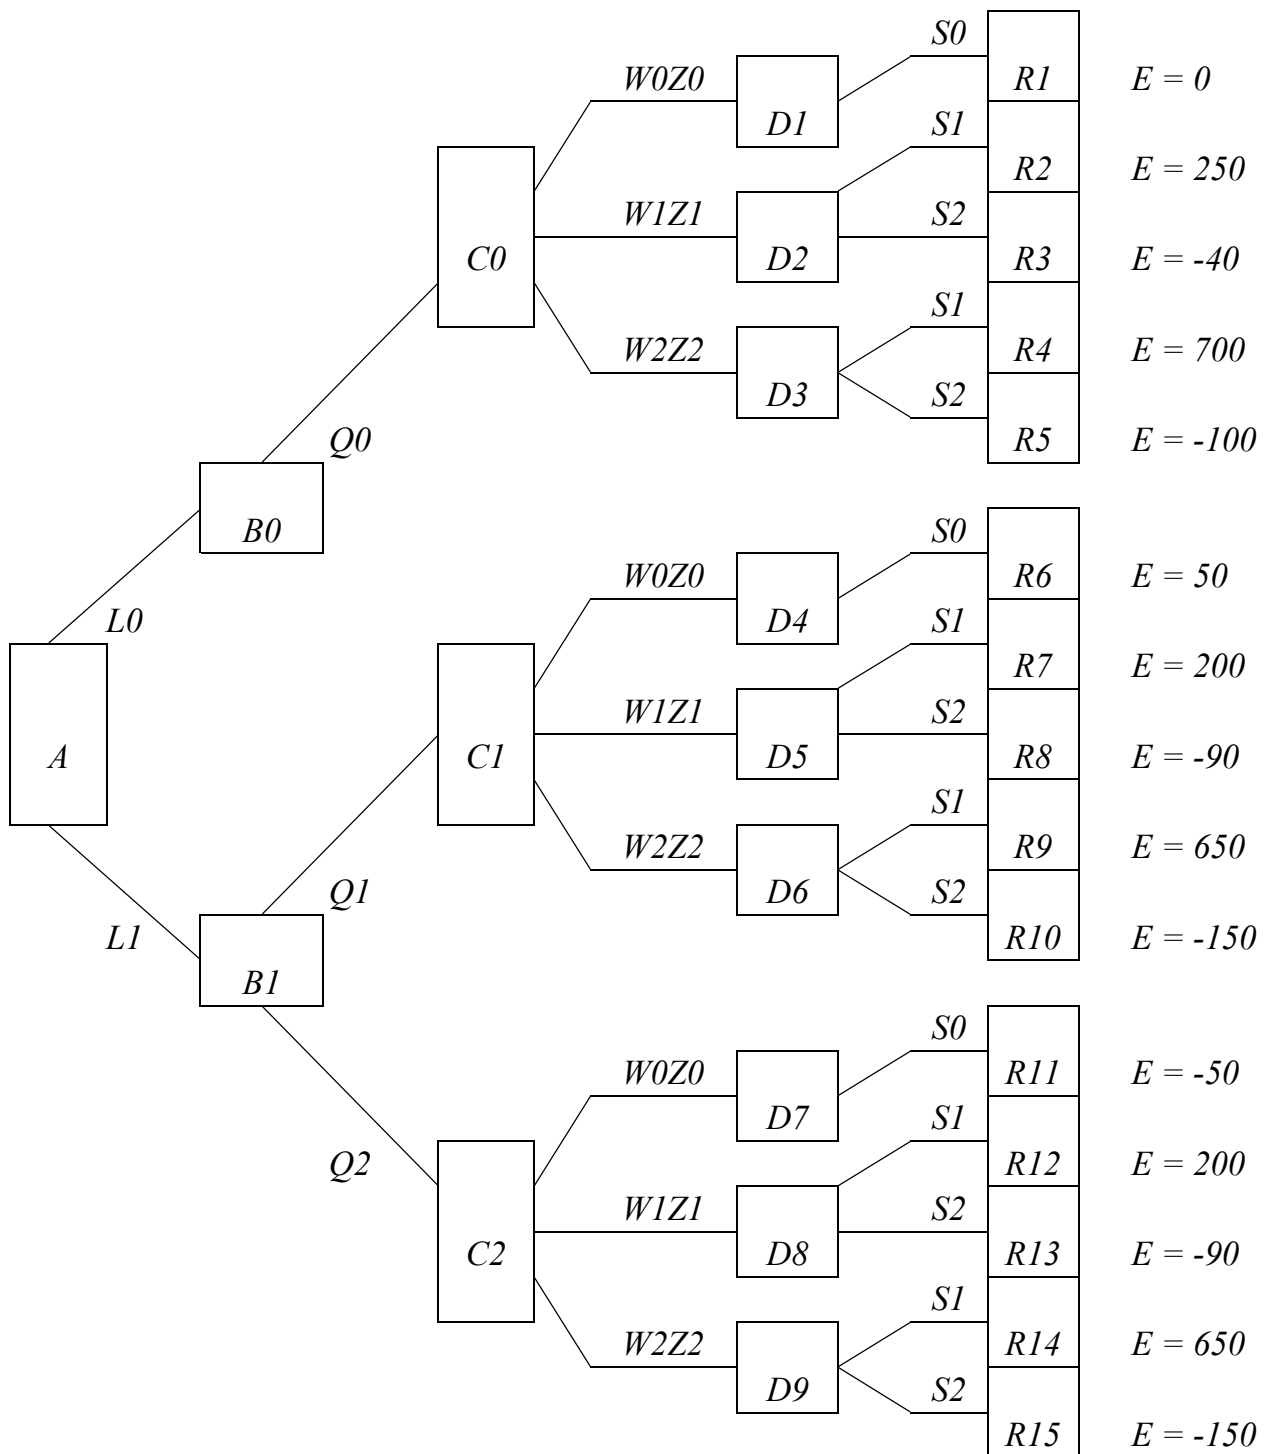 S0
W0Z0 R1 E = 0
D1 S1
R2 E = 250
W1Z1 S2
C0 D2 R3 E = -40
S1
W2Z2 R4 E = 700
D3 S2
Q0 R5 E = -100
B0 S0
W0Z0 R6 E = 50
L0 D4 S1
R7 E = 200
W1Z1 S2
A C1 D5 R8 E = -90
S1
W2Z2 R9 E = 650
Q1 D6 S2
L1 R10 E = -150
B1
S0
W0Z0 R11 E = -50
D7 S1
Q2 R12 E = 200
W1Z1 S2
C2 D8 R13 E = -90
S1
W2Z2 R14 E = 650
D9 S2
R15 E = -150